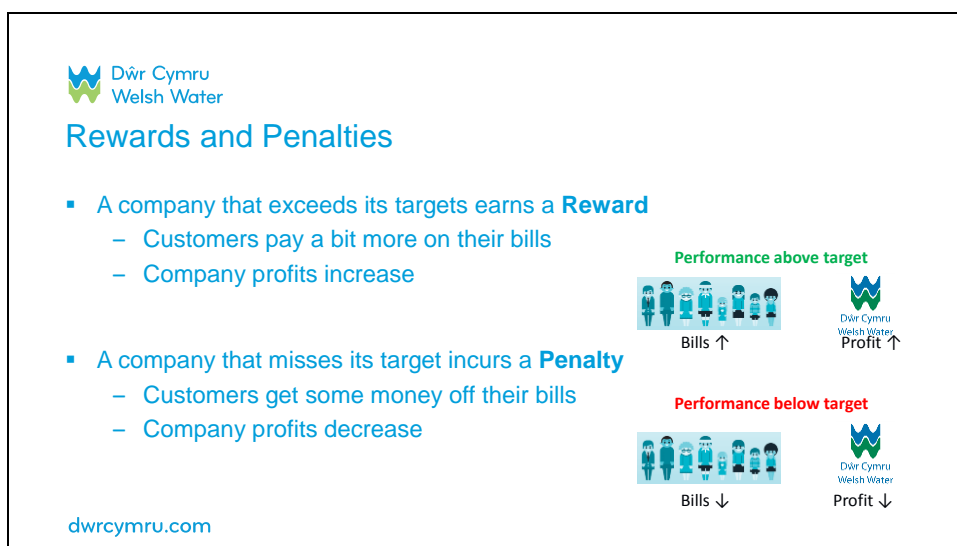 Dŵr Cymru
Welsh Water
Rewards and Penalties
▪ A company that exceeds its targets earns a Reward
– Customers pay a bit more on their bills
– Company profits increase
Performance above target
Dŵr Cymru
Welsh Water
Bills ↑
Profit ↑
▪ A company that misses its target incurs a Penalty
– Customers get some money off their bills
– Company profits decrease
Performance below target
Dŵr Cymru
Welsh Water
Bills ↓
Profit ↓
dwrcymru.com